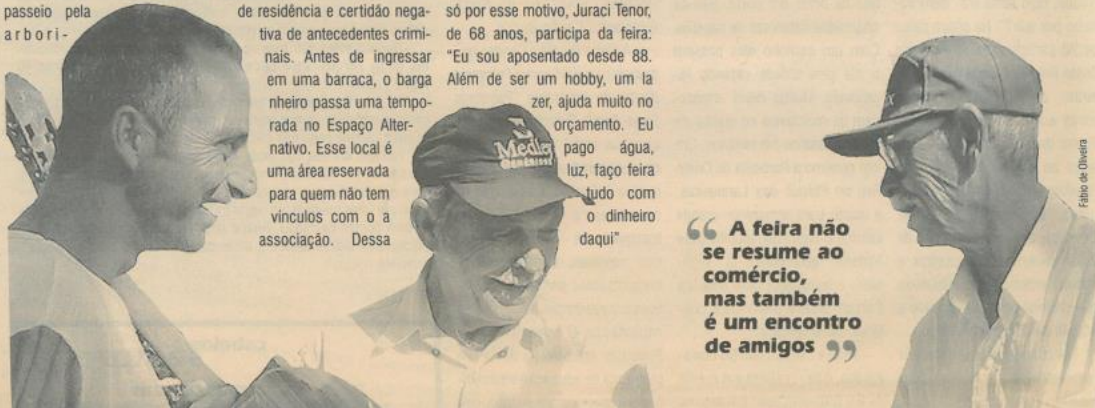 passeio pela
arbori-
de residência e certidão nega-
tiva de antecedentes crimi-
nais. Antes de ingressar
em uma barraca, o barga
nheiro passa uma tempo-
rada no Espaço Alter-
nativo. Esse local é
uma área reservada
para quem não tem
vinculos com o a
associação. Dessa
só por esse motivo, Juraci Tenor,
de 68 anos, participa da feira:
"Eu sou aposentado desde 88.
Além de ser um hobby, um la
zer, ajuda muito no
orçamento. Eu
pago água,
luz, faço feira
tudo com
o dinheiro
daqui"
Medley
GENÉRICOS
“ A feira não
se resume ao
comércio,
mas também
é um encontro
de amigos ”
Fábio de Oliveira